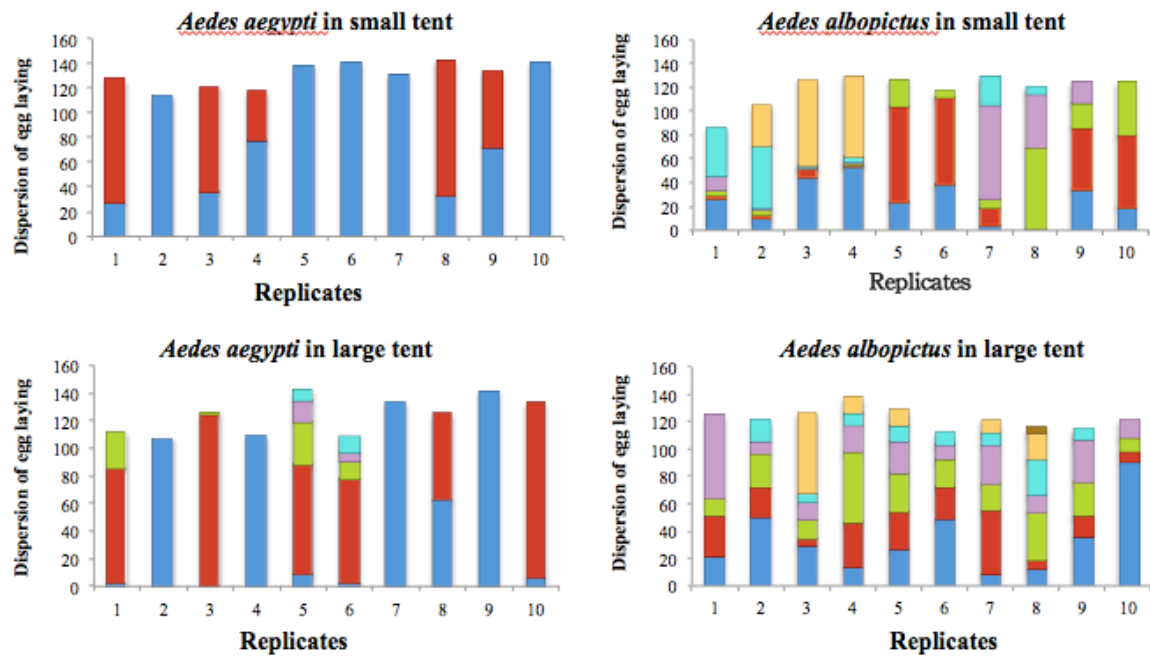 Aedes aegypti in small tent
Dispersion of egg laying
160
140
120
100
80
60
40
20
0
1 2 3 4 5 6 7 8 9 10
Replicates
Aedes albopictus in small tent
Dispersion of egg laying
160
140
120
100
80
60
40
20
0
1 2 3 4 5 6 7 8 9 10
Replicates
Aedes aegypti in large tent
Dispersion of egg laying
160
140
120
100
80
60
40
20
0
1 2 3 4 5 6 7 8 9 10
Replicates
Aedes albopictus in large tent
Dispersion of egg laying
160
140
120
100
80
60
40
20
0
1 2 3 4 5 6 7 8 9 10
Replicates